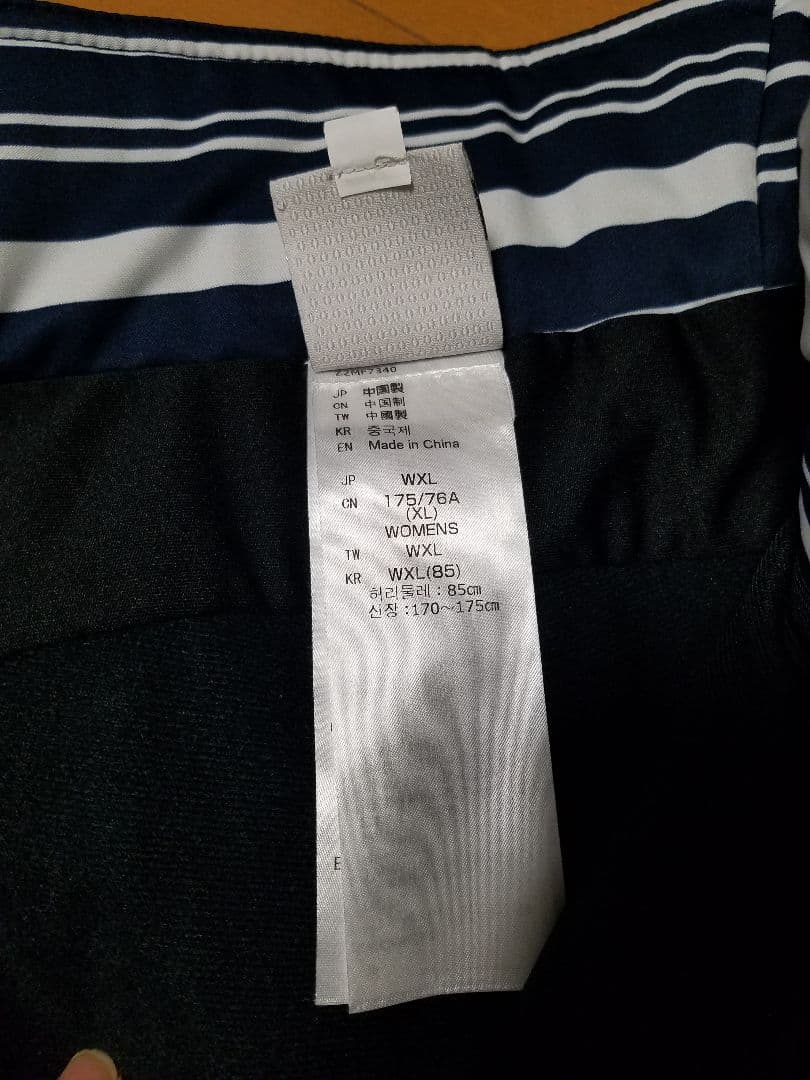 Z2MF7340
JP 中国製
CN 中国制
TW 中國製
KR 중국제
EN Made in China
JP WXL
CN 175/76A
(XL)
WOMENS
TW WXL
KR WXL(85)
허리둘레 : 85cm
신장 : 170～175cm
E